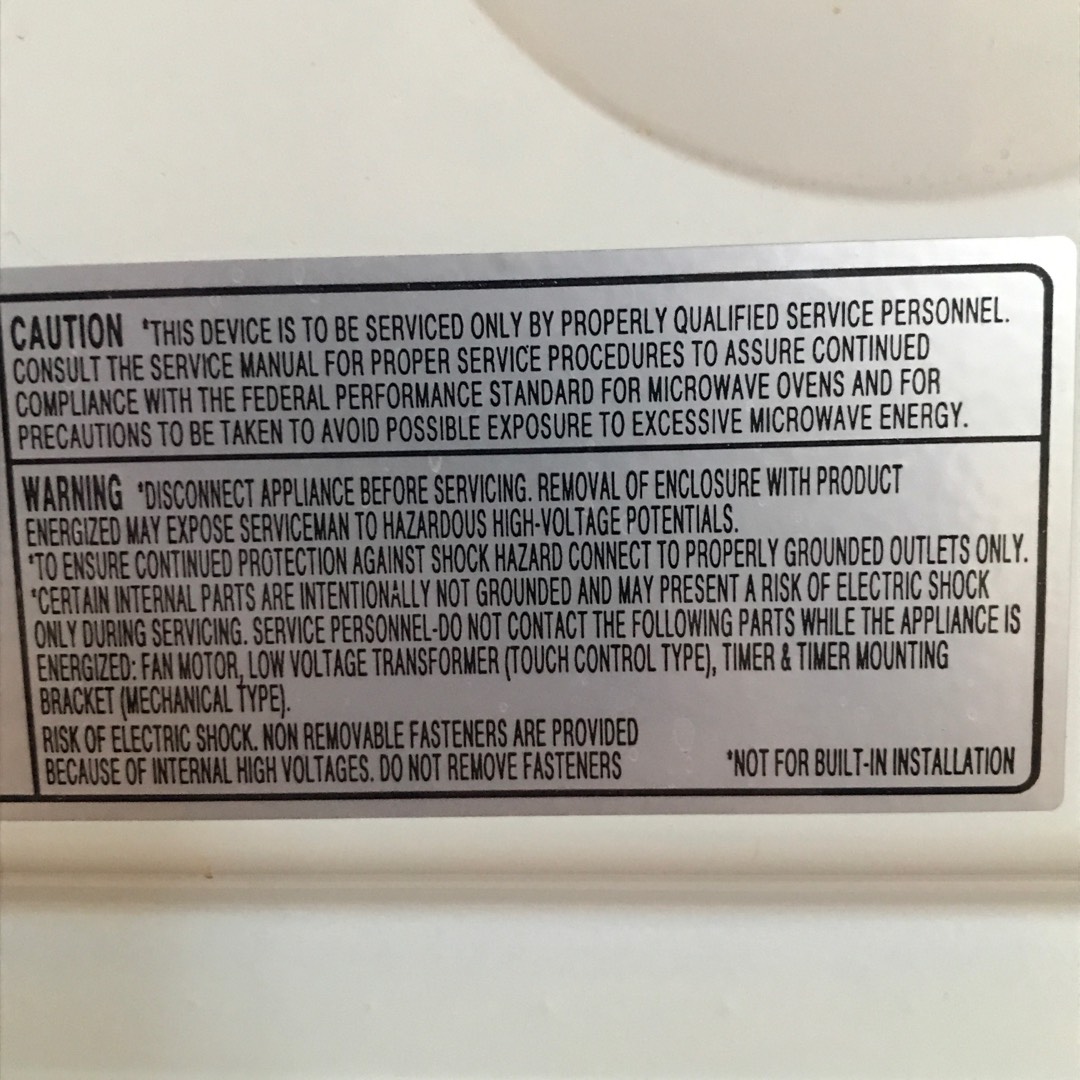 CAUTION *THIS DEVICE IS TO BE SERVICED ONLY BY PROPERLY QUALIFIED SERVICE PERSONNEL.
CONSULT THE SERVICE MANUAL FOR PROPER SERVICE PROCEDURES TO ASSURE CONTINUED
COMPLIANCE WITH THE FEDERAL PERFORMANCE STANDARD FOR MICROWAVE OVENS AND FOR
PRECAUTIONS TO BE TAKEN TO AVOID POSSIBLE EXPOSURE TO EXCESSIVE MICROWAVE ENERGY.
WARNING *DISCONNECT APPLIANCE BEFORE SERVICING. REMOVAL OF ENCLOSURE WITH PRODUCT
ENERGIZED MAY EXPOSE SERVICEMAN TO HAZARDOUS HIGH-VOLTAGE POTENTIALS.
*TO ENSURE CONTINUED PROTECTION AGAINST SHOCK HAZARD CONNECT TO PROPERLY GROUNDED OUTLETS ONLY.
*CERTAIN INTERNAL PARTS ARE INTENTIONALLY NOT GROUNDED AND MAY PRESENT A RISK OF ELECTRIC SHOCK
ONLY DURING SERVICING. SERVICE PERSONNEL-DO NOT CONTACT THE FOLLOWING PARTS WHILE THE APPLIANCE IS
ENERGIZED: FAN MOTOR, LOW VOLTAGE TRANSFORMER (TOUCH CONTROL TYPE), TIMER & TIMER MOUNTING
BRACKET (MECHANICAL TYPE).
RISK OF ELECTRIC SHOCK. NON REMOVABLE FASTENERS ARE PROVIDED
BECAUSE OF INTERNAL HIGH VOLTAGES. DO NOT REMOVE FASTENERS
*NOT FOR BUILT-IN INSTALLATION